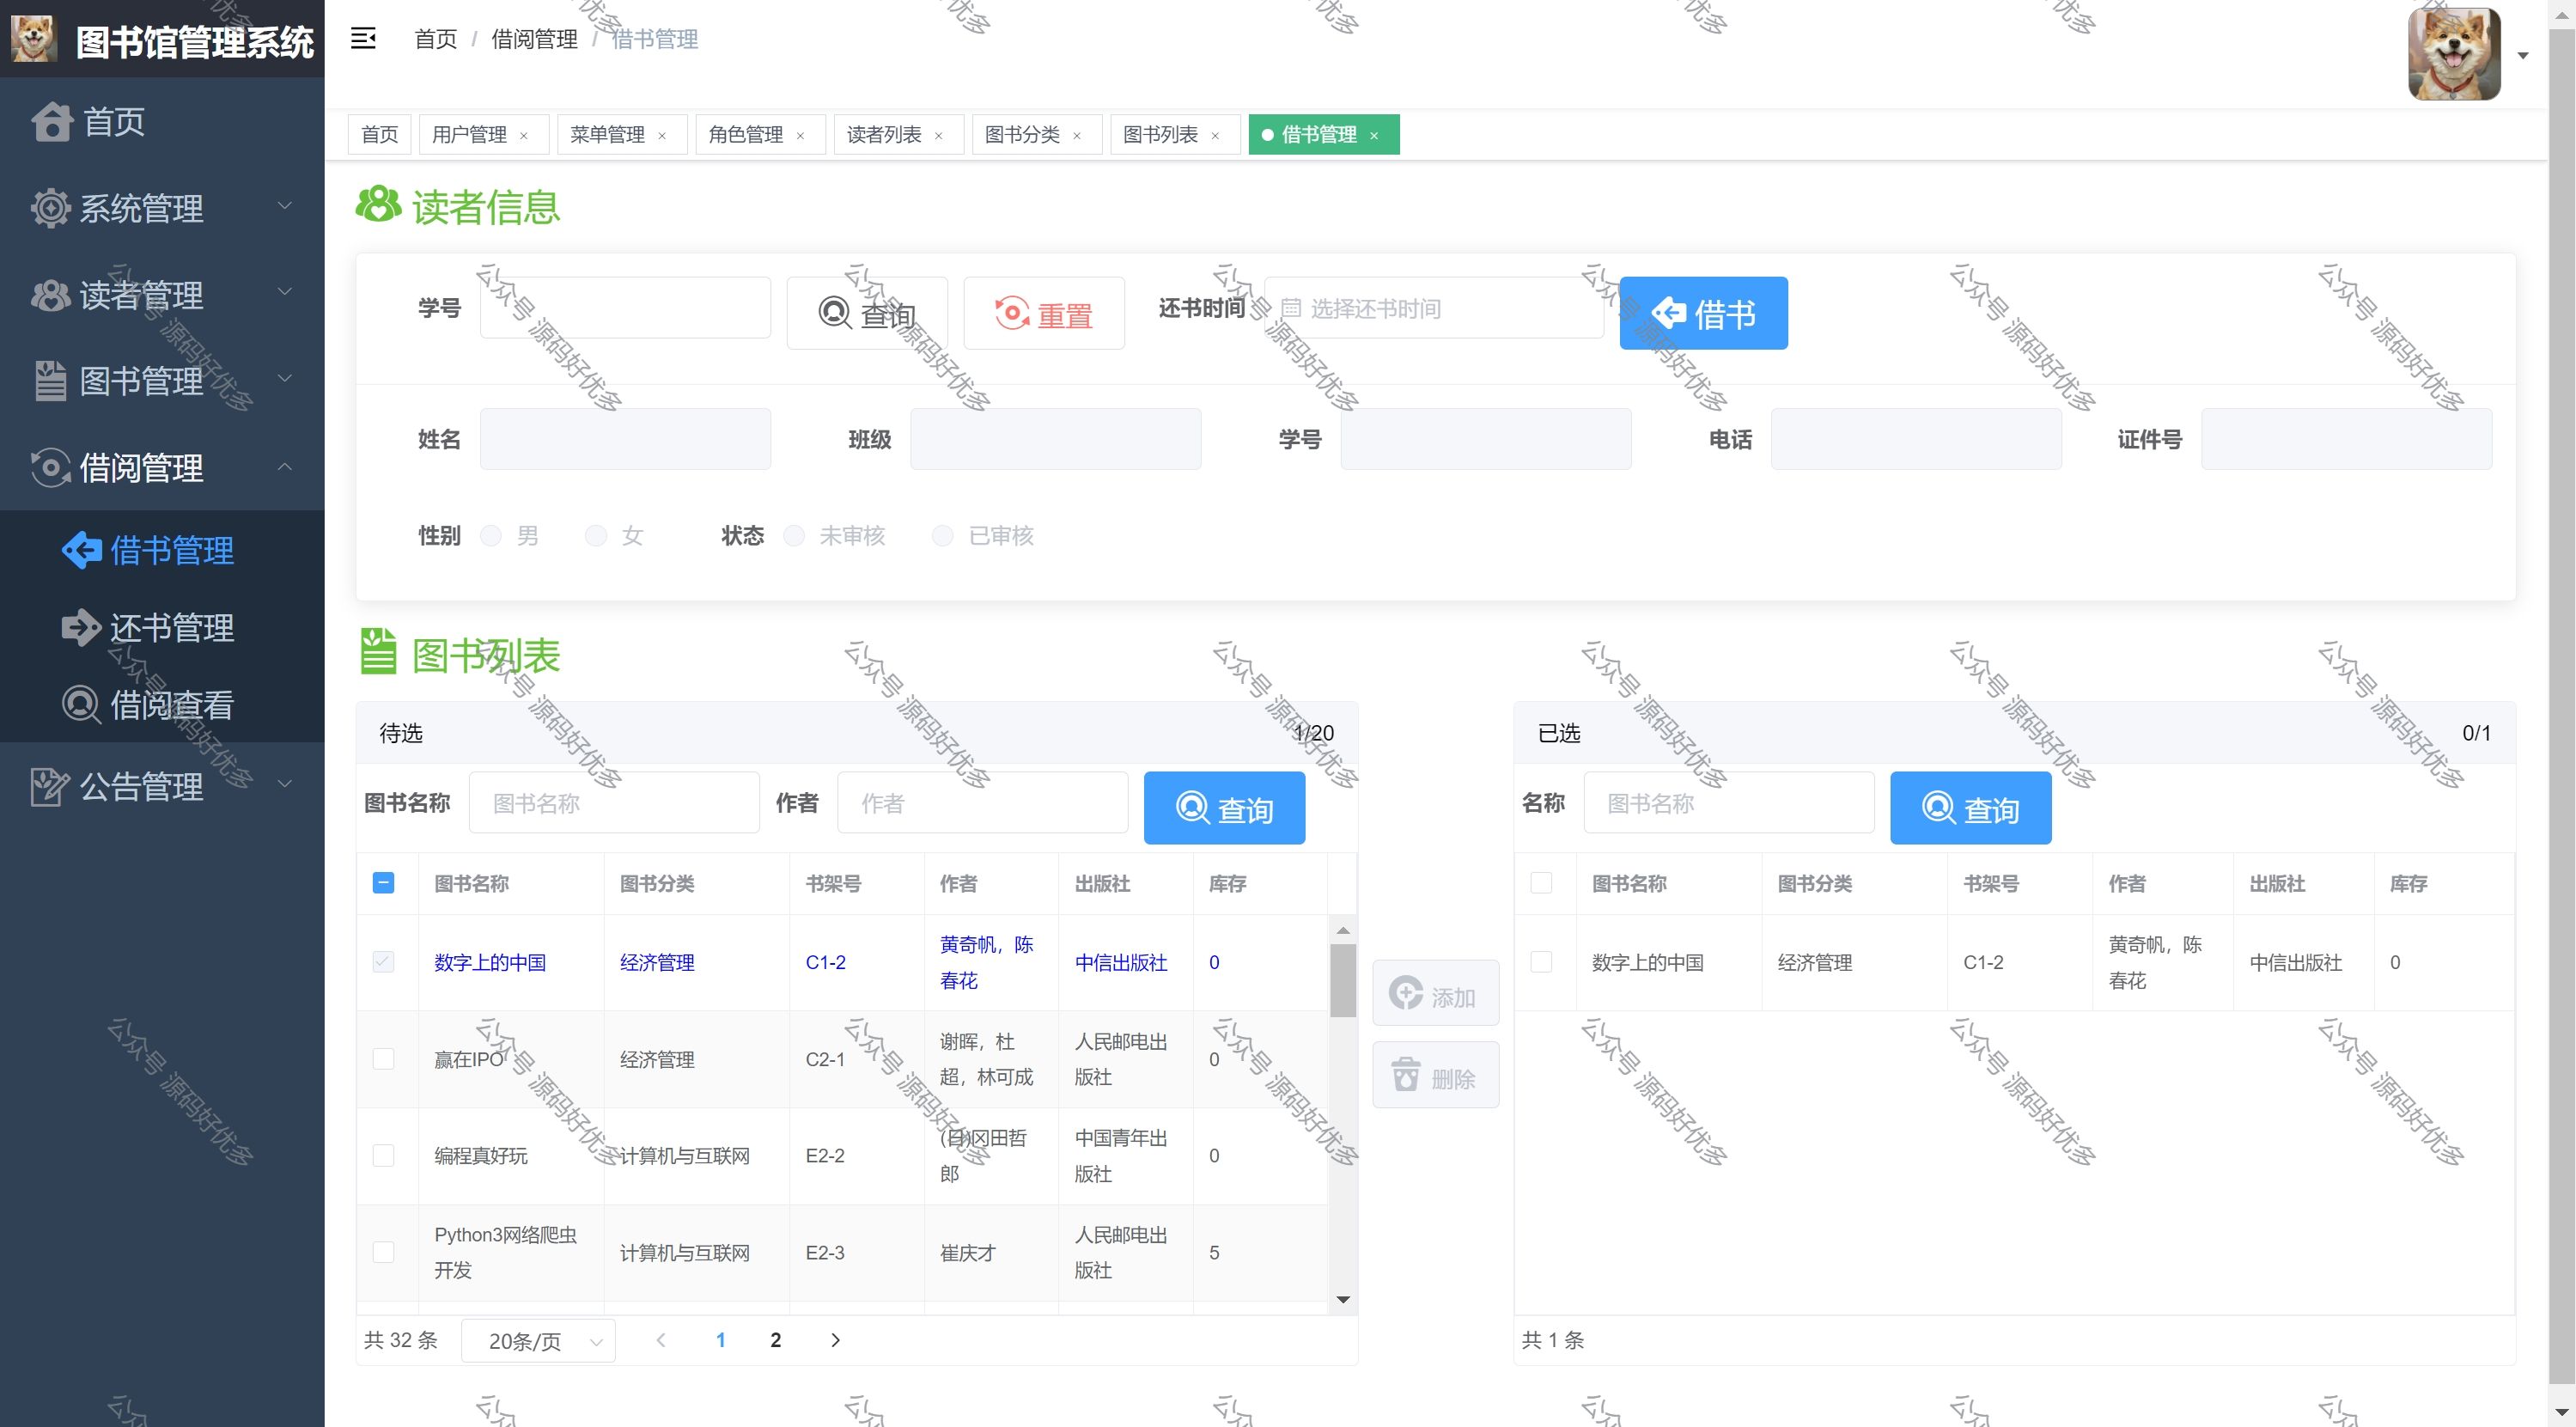 图书馆管理系统
首页 / 借阅管理 / 借书管理
首页
系统管理
读者管理
图书管理
借阅管理
借书管理
还书管理
借阅查看
公告管理
首页 用户管理 × 菜单管理 × 角色管理 × 读者列表 × 图书分类 × 图书列表 × 借书管理 ×
读者信息
学号 查询 重置 还书时间 选择还书时间 借书
姓名 班级 学号 电话 证件号
性别 男 女 状态 未审核 已审核
图书列表
待选 1/20
图书名称 图书名称 作者 作者 查询
图书名称 图书分类 书架号 作者 出版社 库存
数字上的中国 经济管理 C1-2 黄奇帆，陈春花 中信出版社 0
赢在IPO 经济管理 C2-1 谢晖，杜超，林可成 人民邮电出版社 0
编程真好玩 计算机与互联网 E2-2 (日)冈田哲郎 中国青年出版社 0
Python3网络爬虫开发 计算机与互联网 E2-3 崔庆才 人民邮电出版社 5
共 32 条 20条/页 1 2
添加
删除
已选 0/1
名称 图书名称 查询
图书名称 图书分类 书架号 作者 出版社 库存
数字上的中国 经济管理 C1-2 黄奇帆，陈春花 中信出版社 0
共 1 条
公众号 源码好优多